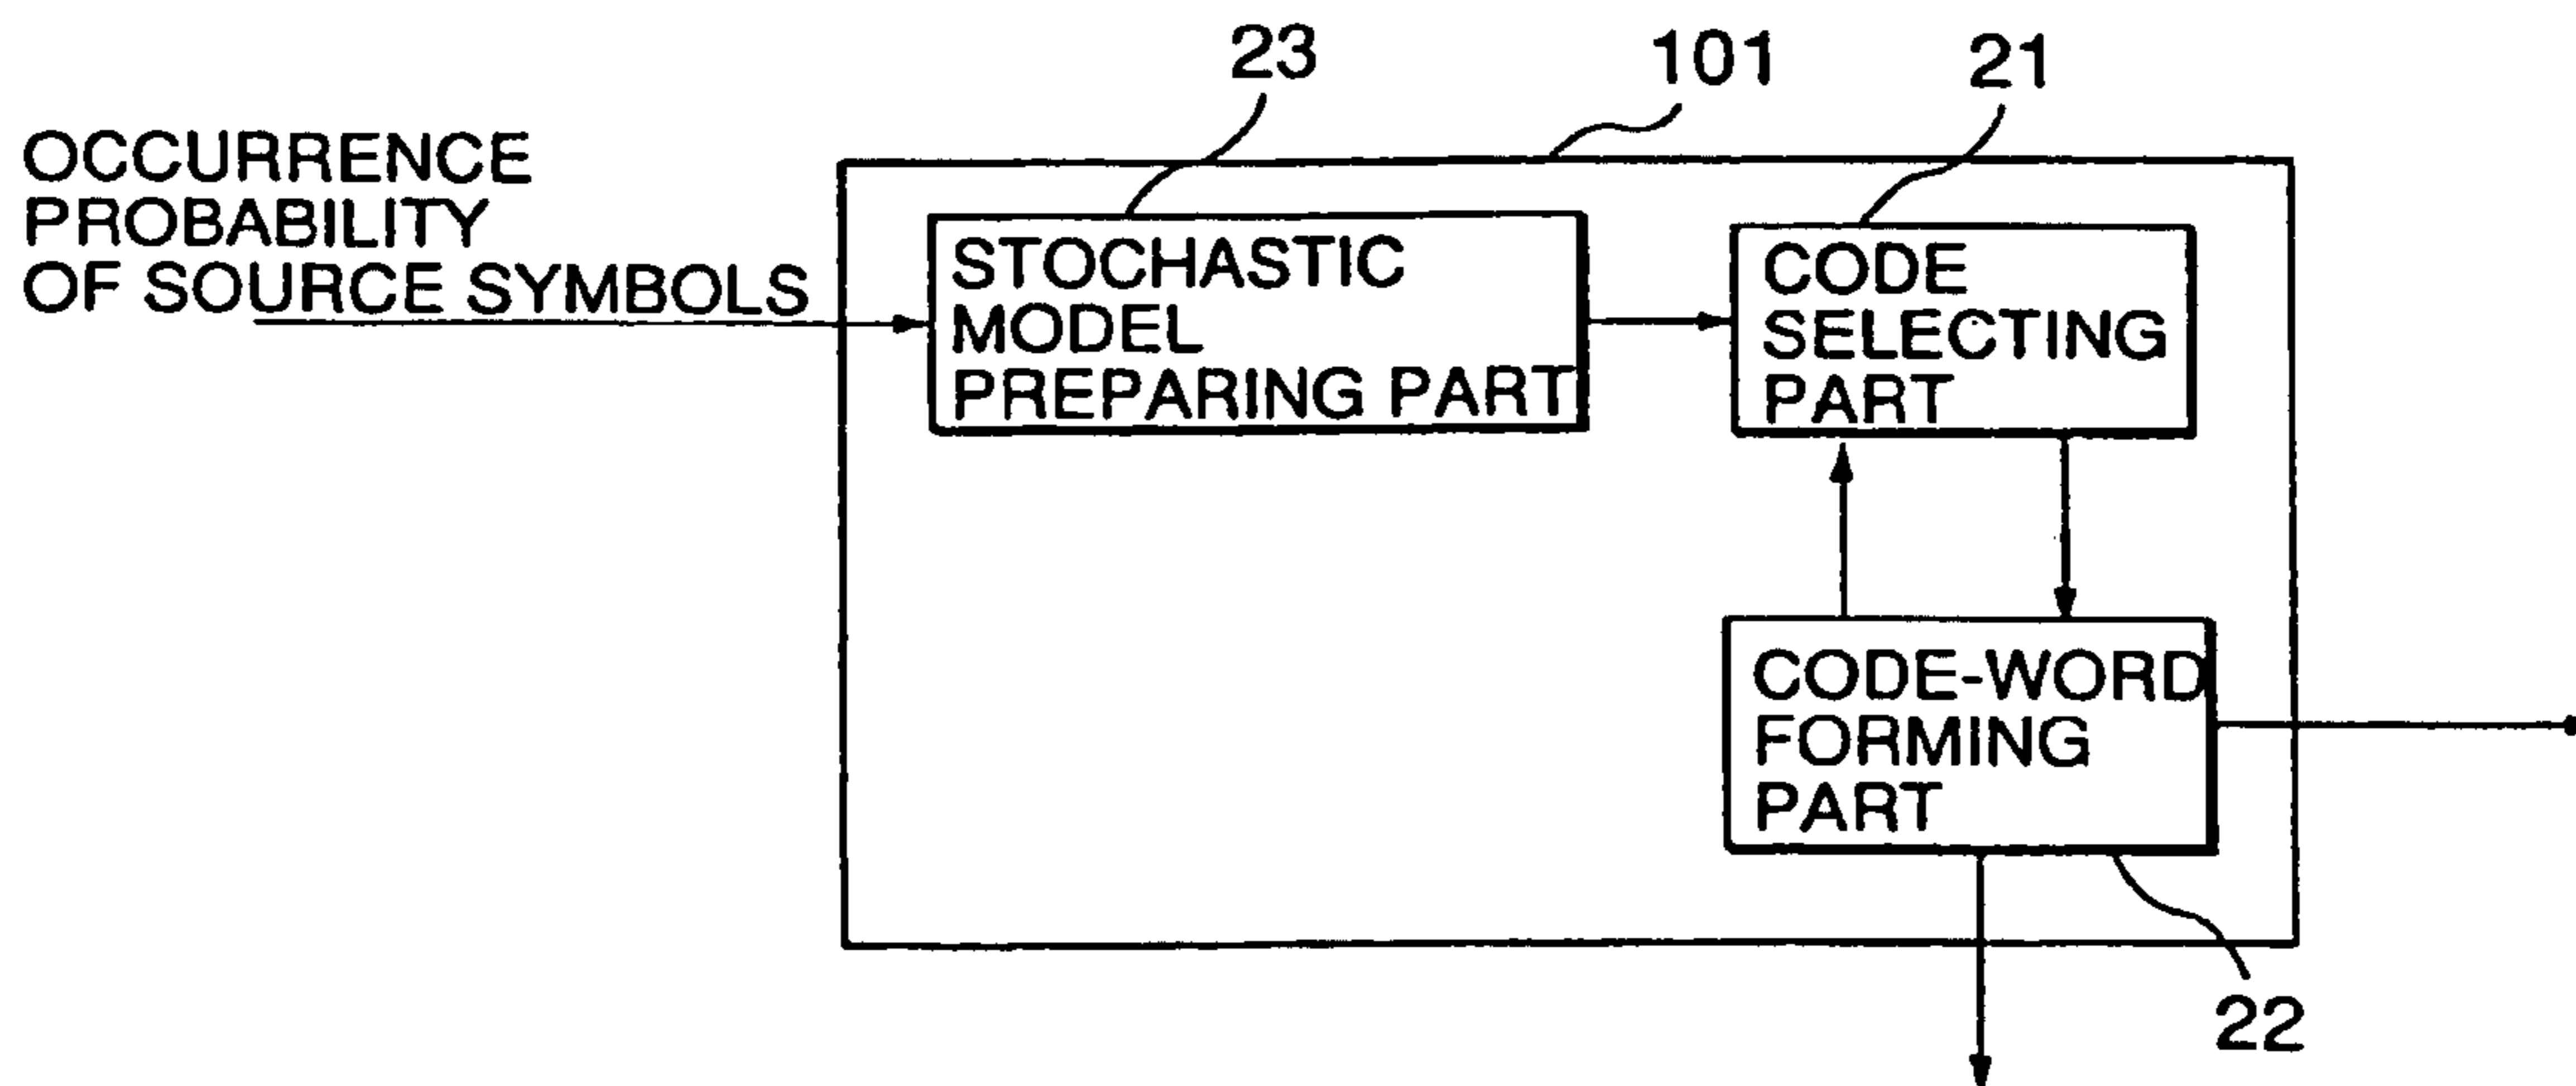 23
101
21
OCCURRENCE
PROBABILITY
OF SOURCE SYMBOLS
STOCHASTIC
MODEL
PREPARING PART
CODE
SELECTING
PART
CODE-WORD
FORMING
PART
22